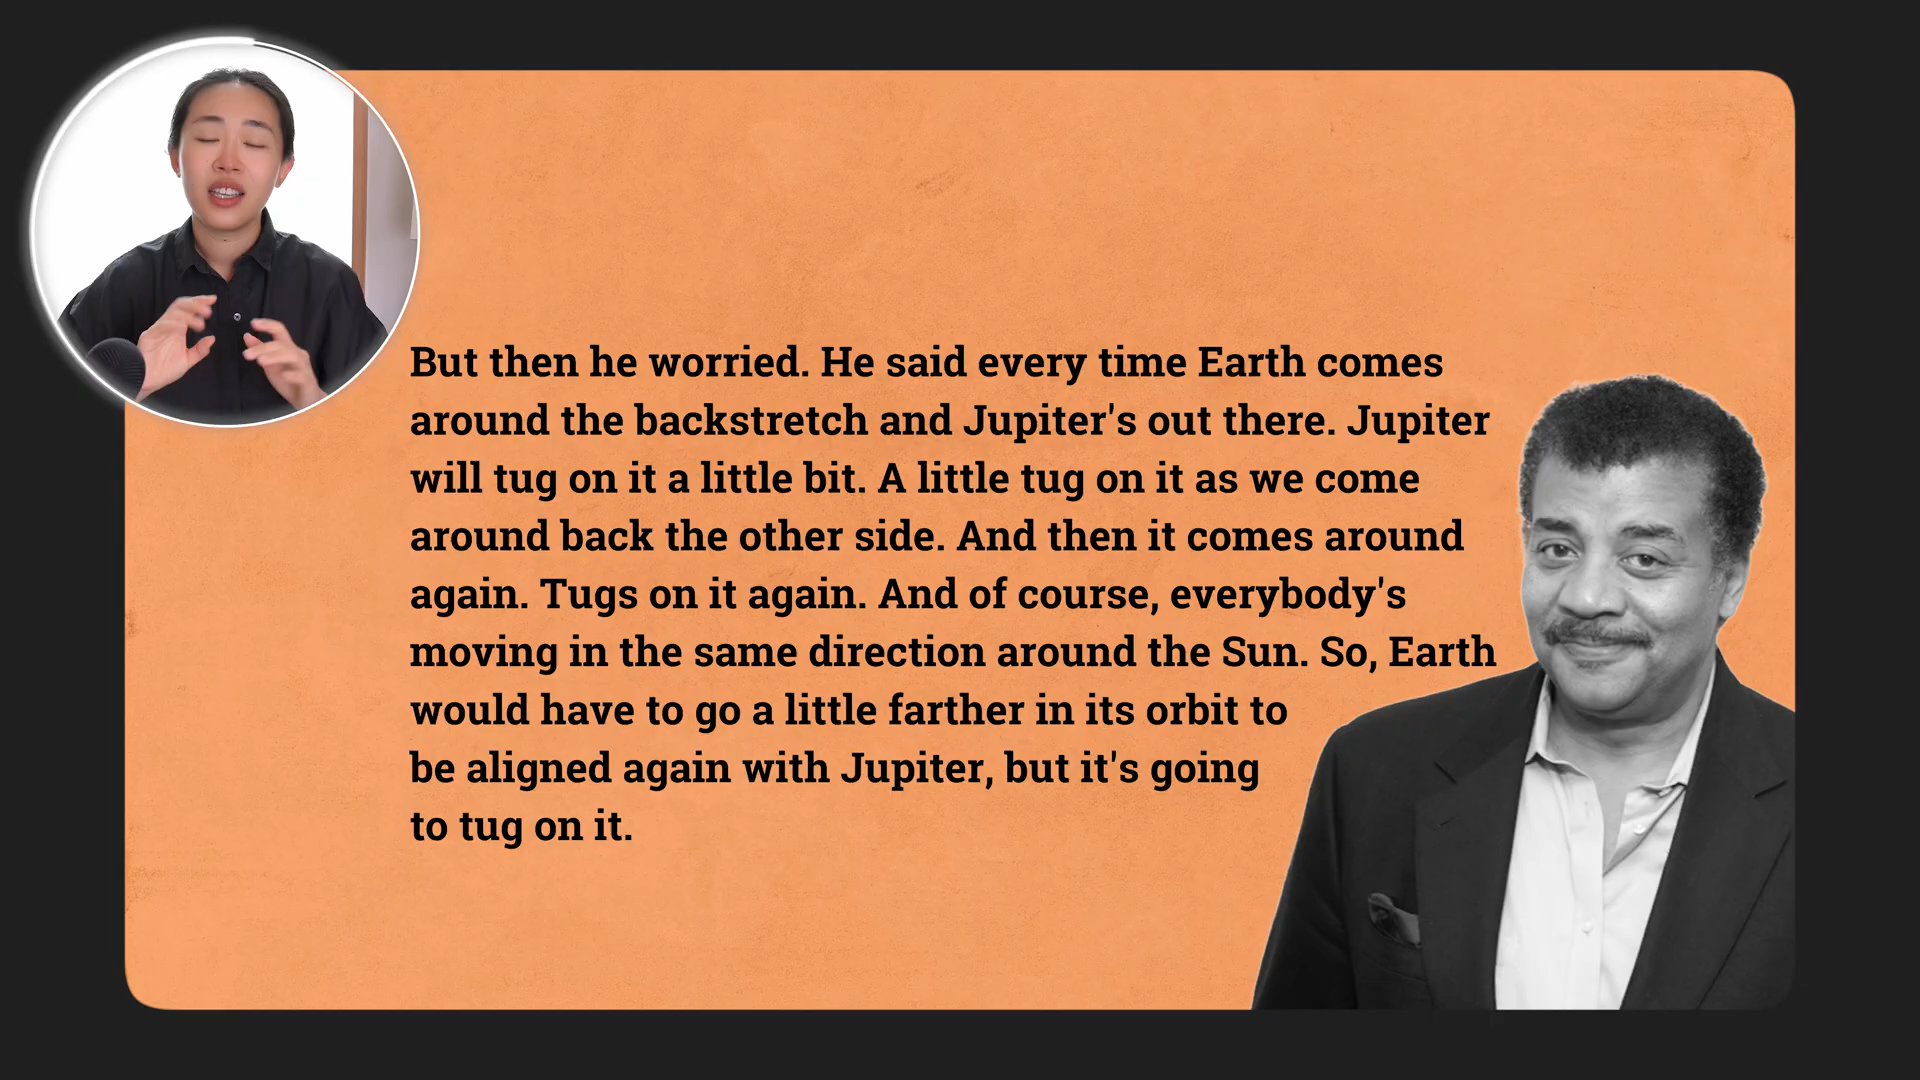 But then he worried. He said every time Earth comes
around the backstretch and Jupiter's out there. Jupiter
will tug on it a little bit. A little tug on it as we come
around back the other side. And then it comes around
again. Tugs on it again. And of course, everybody's
moving in the same direction around the Sun. So, Earth
would have to go a little farther in its orbit to
be aligned again with Jupiter, but it's going
to tug on it.